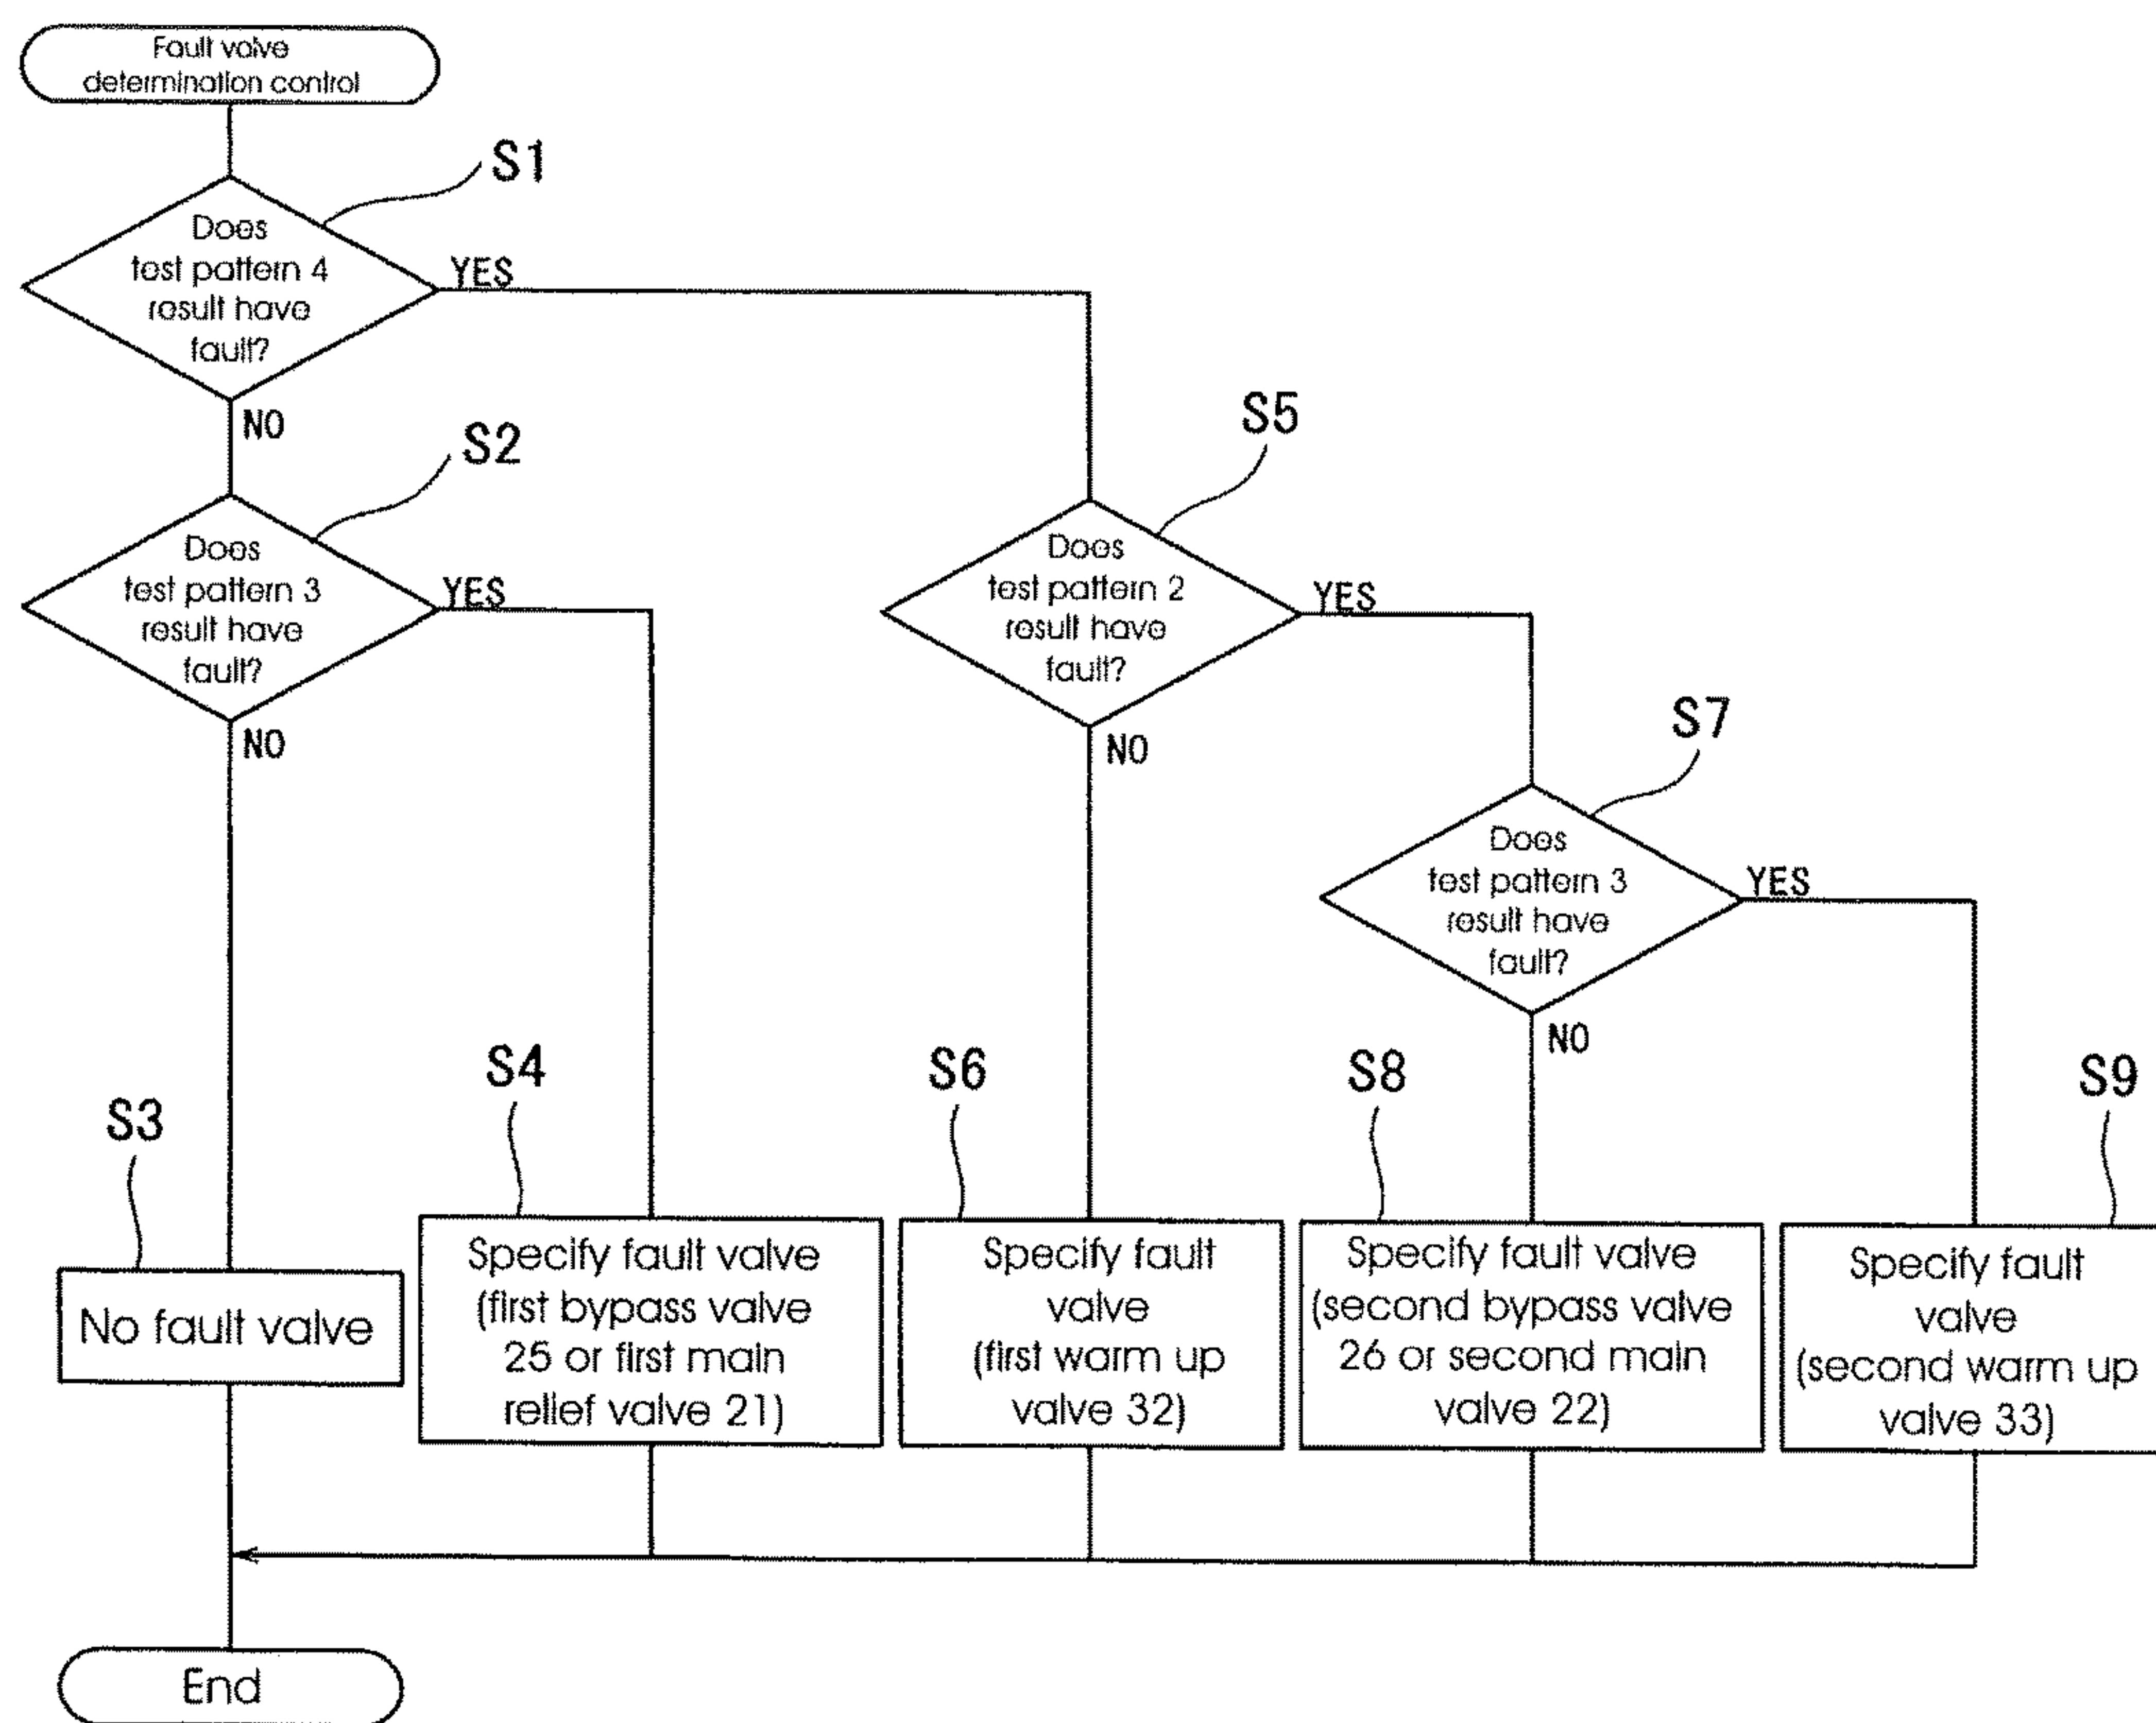 Fault valve
determination control
S1
Does
test pattern 4
result have
fault?
YES
NO
S2
Does
test pattern 3
result have
fault?
YES
NO
S5
Does
test pattern 2
result have
fault?
YES
NO
S7
Does
test pattern 3
result have
fault?
YES
NO
S3
No fault valve
S4
Specify fault valve
(first bypass valve
25 or first main
relief valve 21)
S6
Specify fault
valve
(first warm up
valve 32)
S8
Specify fault valve
(second bypass valve
26 or second main
valve 22)
S9
Specify fault
valve
(second warm up
valve 33)
End